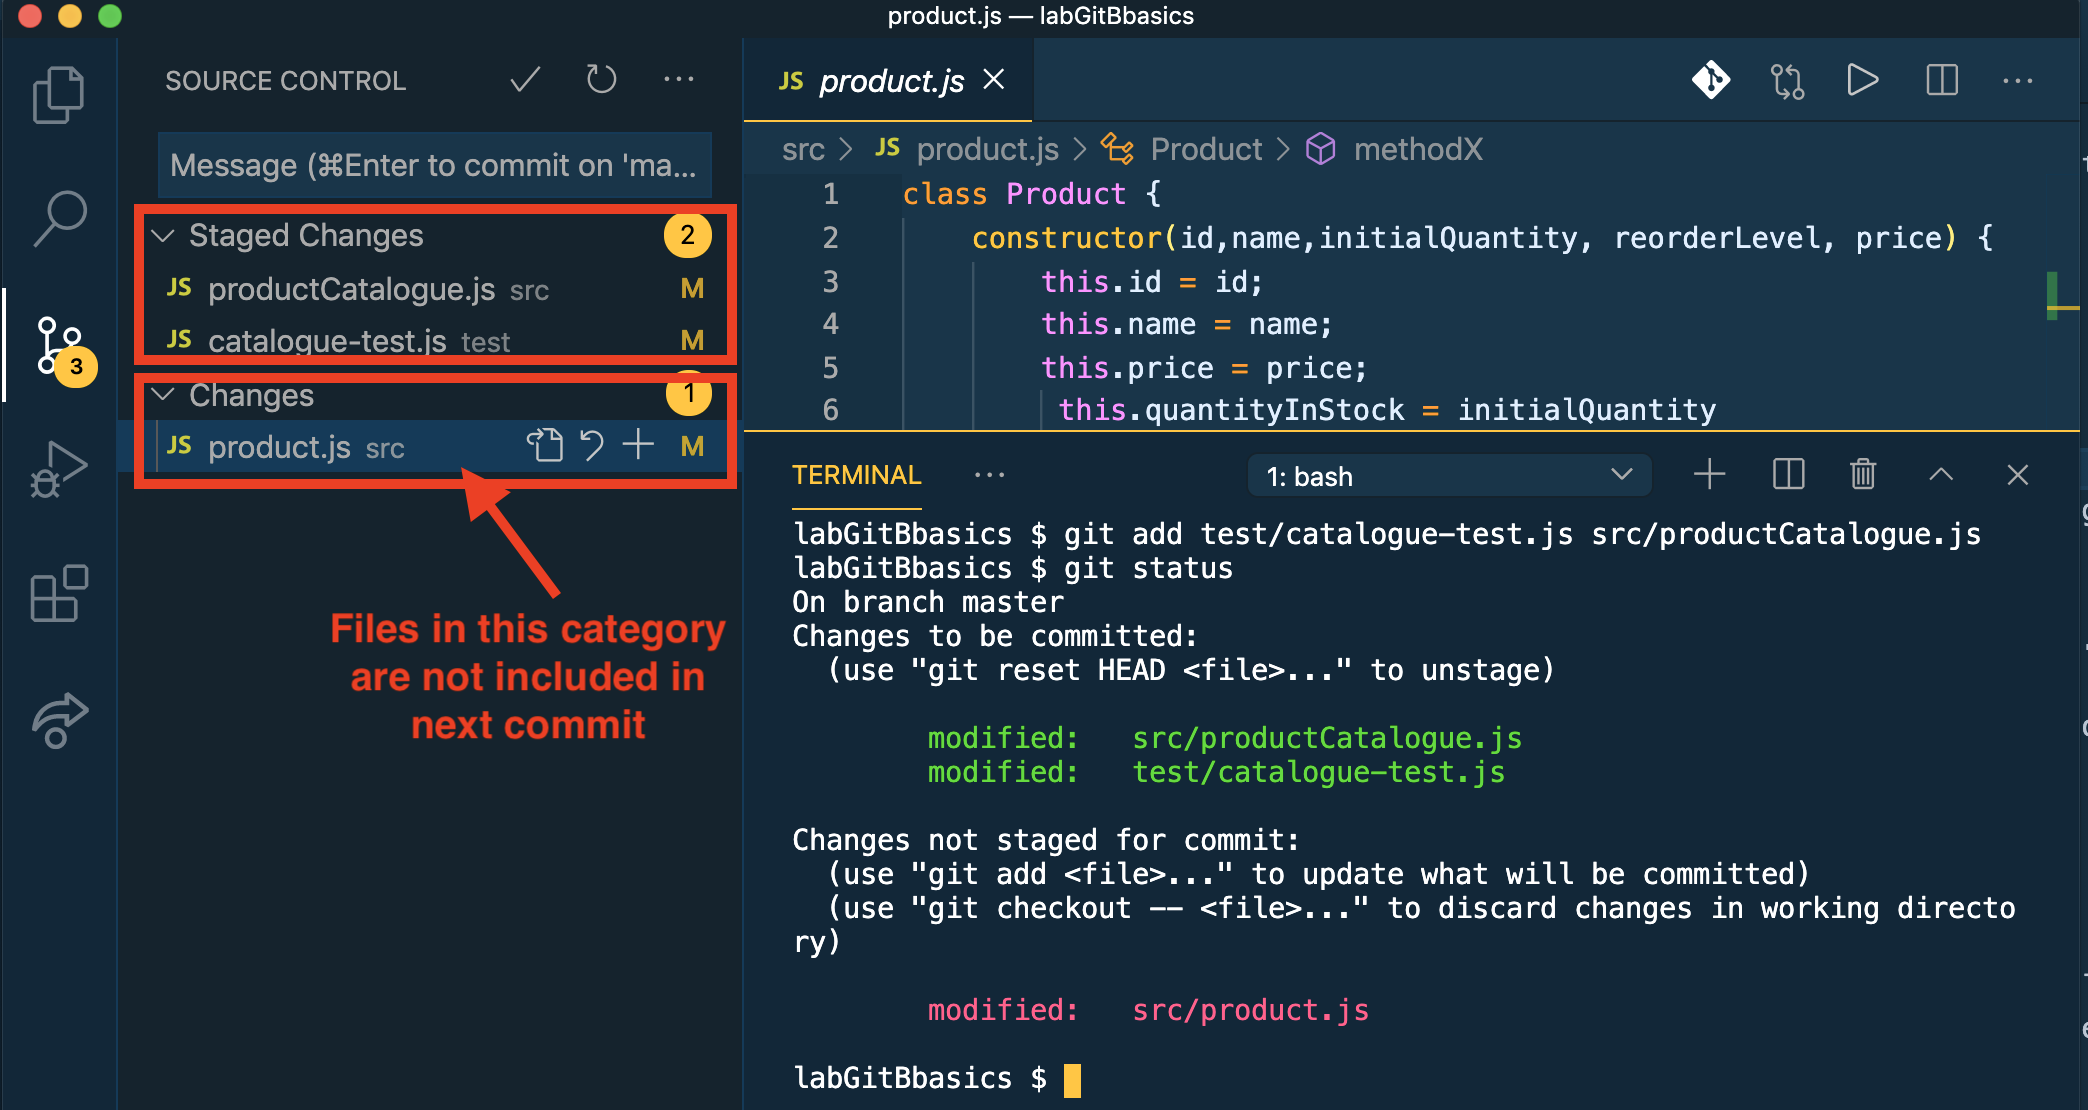 product.js — labGitBbasics
SOURCE CONTROL
Message (⌘Enter to commit on 'ma...
Staged Changes 2
JS productCatalogue.js src M
JS catalogue-test.js test M
3
Changes 1
JS product.js src M
Files in this category
are not included in
next commit
JS product.js
src > JS product.js > Product > methodX
1 class Product {
2 constructor(id,name,initialQuantity, reorderLevel, price) {
3 this.id = id;
4 this.name = name;
5 this.price = price;
6 this.quantityInStock = initialQuantity
TERMINAL ... 1: bash
labGitBbasics $ git add test/catalogue-test.js src/productCatalogue.js
labGitBbasics $ git status
On branch master
Changes to be committed:
(use "git reset HEAD <file>..." to unstage)
modified: src/productCatalogue.js
modified: test/catalogue-test.js
Changes not staged for commit:
(use "git add <file>..." to update what will be committed)
(use "git checkout -- <file>..." to discard changes in working directo
ry)
modified: src/product.js
labGitBbasics $